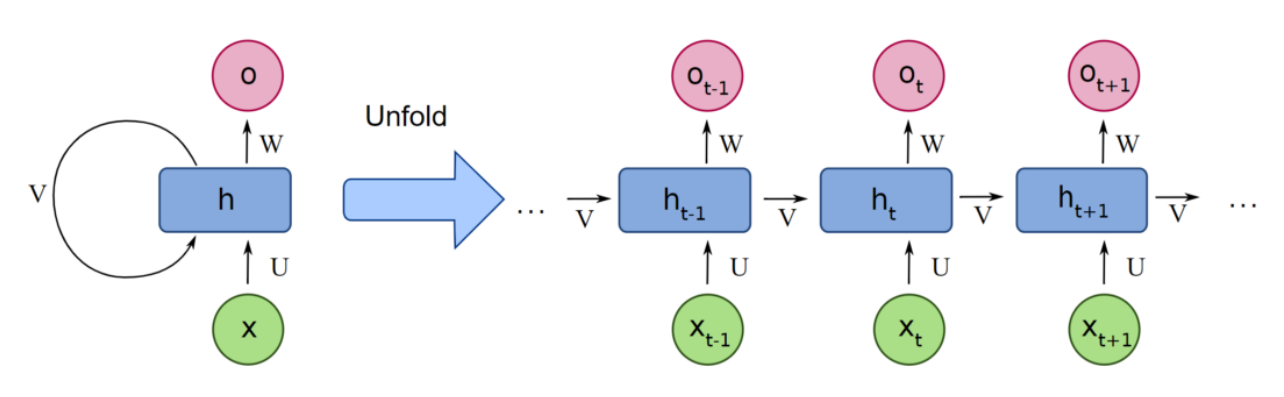 o
W
Unfold
V
h
U
x
o_{t-1}
o_t
o_{t+1}
W
W
W
...
V
h_{t-1}
V
h_t
V
h_{t+1}
V
...
U
U
U
x_{t-1}
x_t
x_{t+1}